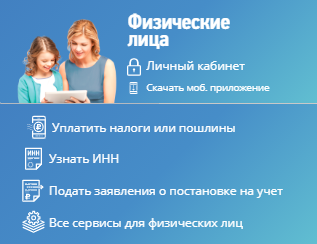 Физические
лица
Личный кабинет
Скачать моб. приложение
Уплатить налоги или пошлины
ИНН
Узнать ИНН
Подать заявления о постановке на учет
Все сервисы для физических лиц